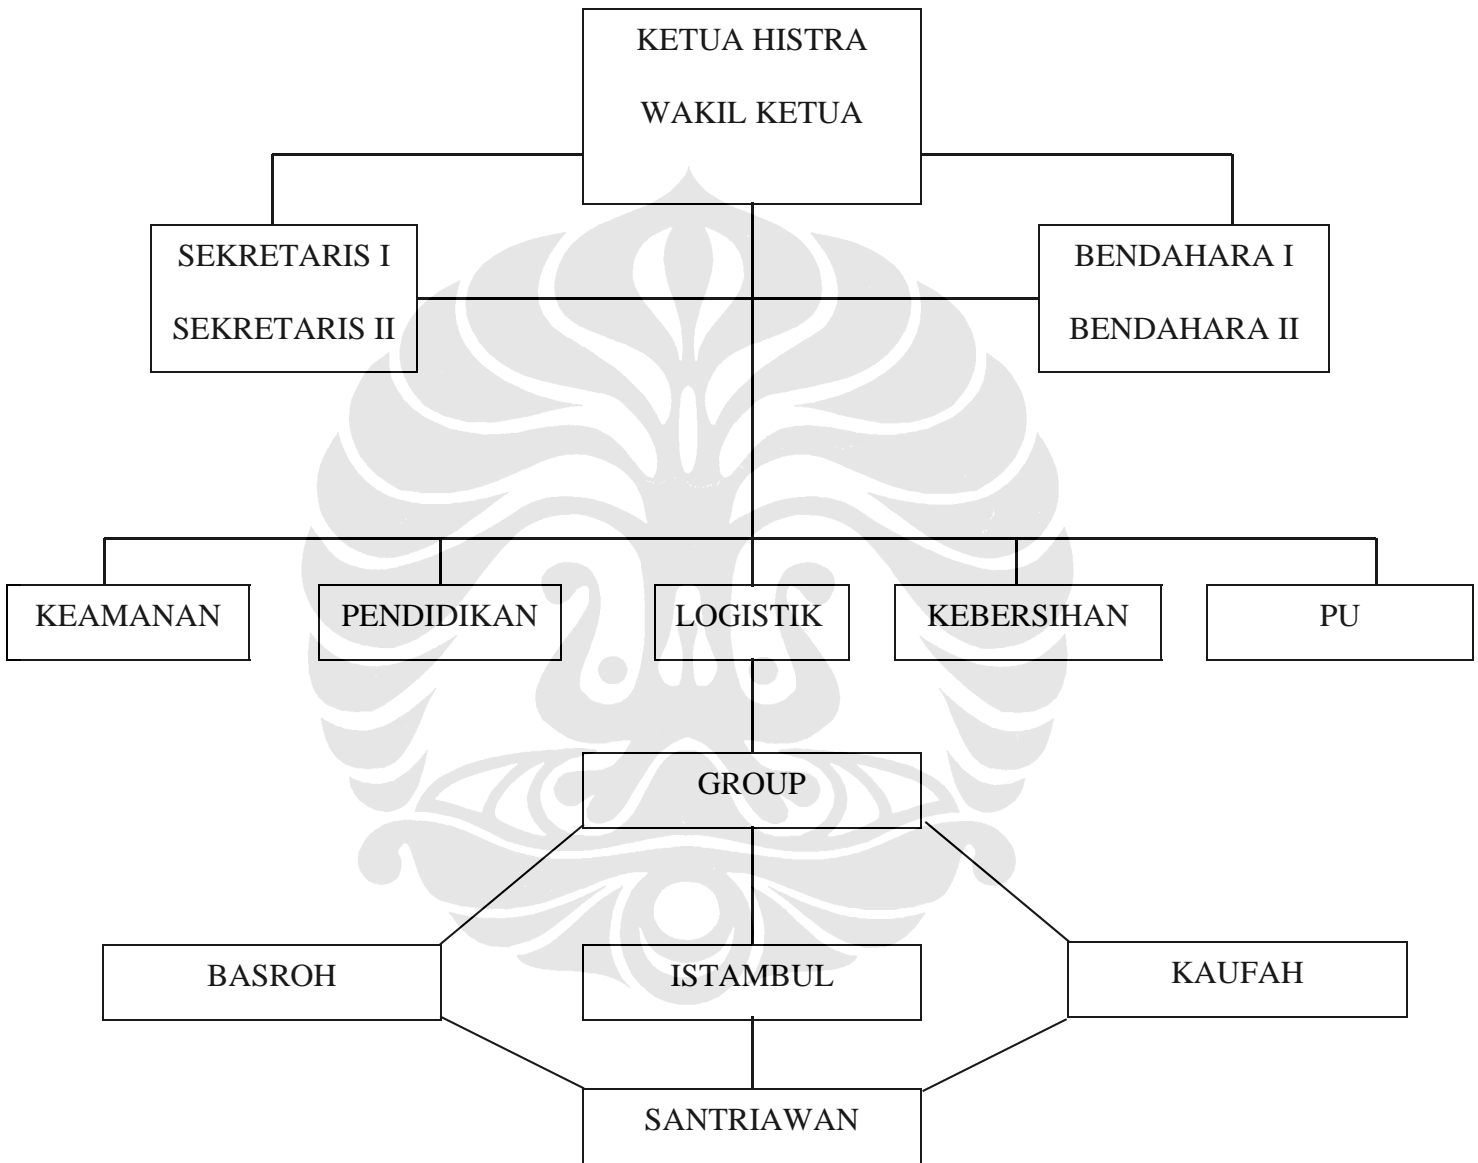 KETUA HISTRA
WAKIL KETUA
SEKRETARIS I
SEKRETARIS II
BENDAHARA I
BENDAHARA II
KEAMANAN
PENDIDIKAN
LOGISTIK
KEBERSIHAN
PU
GROUP
BASROH
ISTAMBUL
KAUFAH
SANTRIAWAN